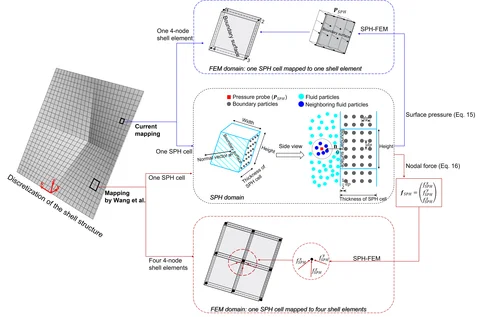 One 4-node
shell element
Boundary surface
1
2
3
P_SPH
SPH-FEM
FEM domain: one SPH cell mapped to one shell element
Current
mapping
Mapping
by Wang et al.
Discretization of the shell structure
One SPH cell
One SPH cell
Pressure probe (P_SPH)
Fluid particles
Boundary particles
Neighboring fluid particles
Width
Height
Normal vector
Thickness of
SPH cell
Side view
Height
Thickness of SPH cell
SPH domain
Surface pressure (Eq. 15)
Nodal force (Eq. 16)
Four 4-node
shell elements
SPH-FEM
FEM domain: one SPH cell mapped to four shell elements